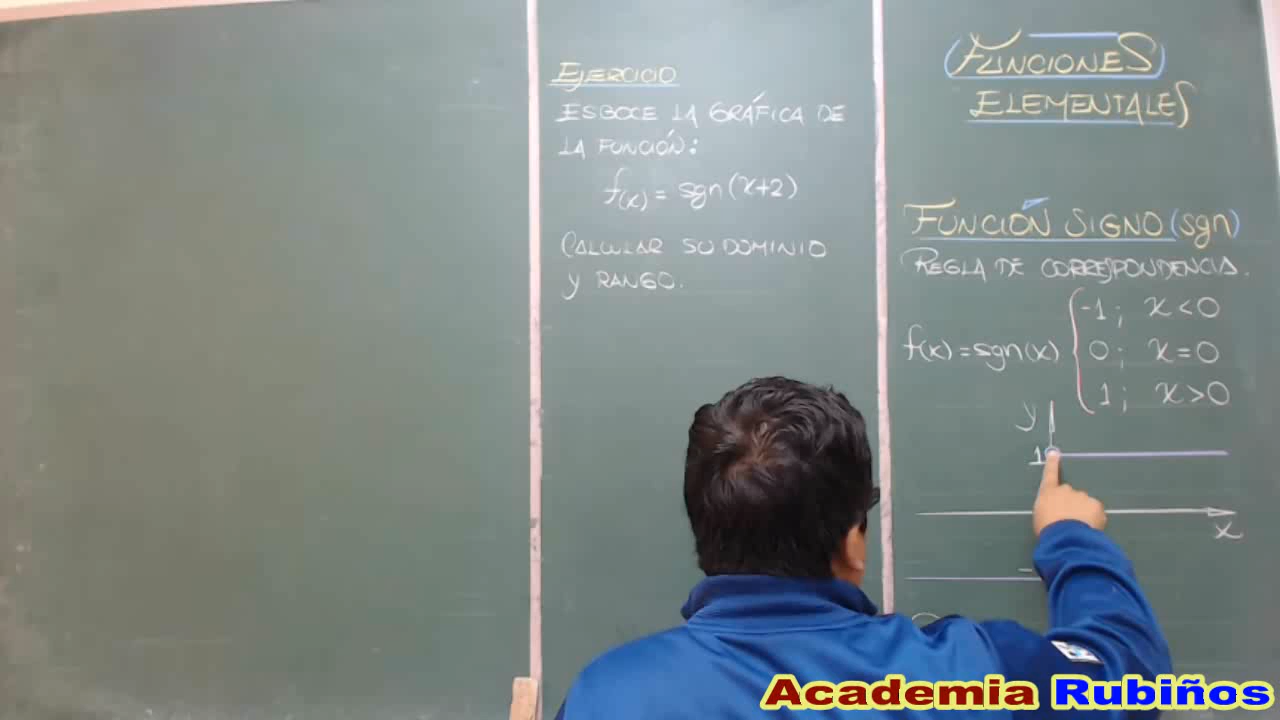 EJERCICIO
ESBOCE LA GRÁFICA DE
LA FUNCIÓN:
f(x) = sgn(x+2)
CALCULAR SU DOMINIO
Y RANGO.
FUNCIONES
ELEMENTALES
FUNCIÓN SIGNO (sgn)
REGLA DE CORRESPONDENCIA.
-1; x < 0
f(x) = sgn(x) { 0; x = 0
1; x > 0
y
1
x
Academia Rubiños